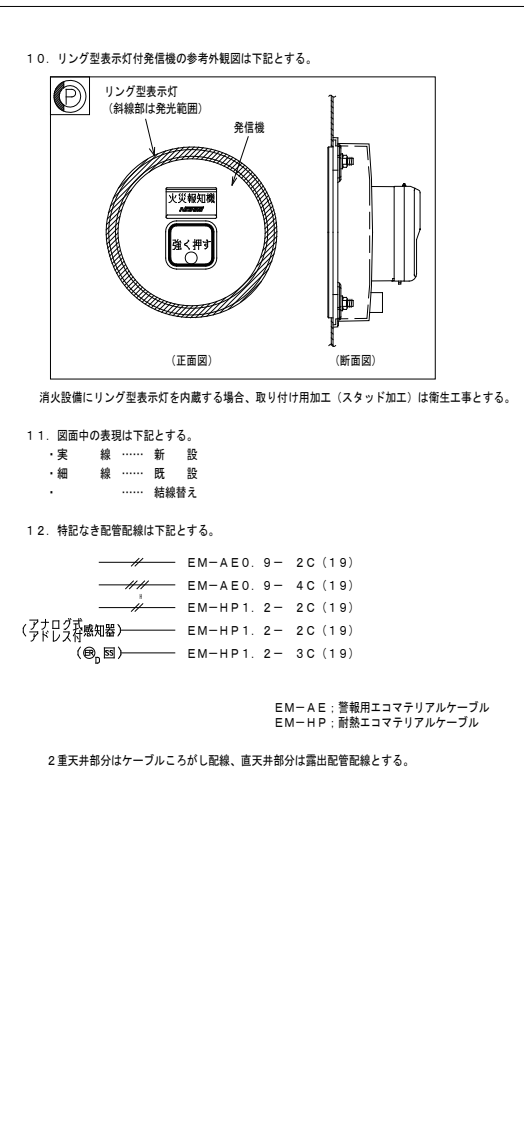 １０．リング型表示灯付発信機の参考外観図は下記とする。
Ｐ
リング型表示灯
（斜線部は発光範囲）
発信機
火災報知機
強く押す
（正面図）
（断面図）
消火設備にリング型表示灯を内蔵する場合、取り付け用加工（スタッド加工）は衛生工事とする。
１１．図面中の表現は下記とする。
・実　　線 …… 新　設
・細　　線 …… 既　設
・　　　　 …… 結線替え
１２．特記なき配管配線は下記とする。
ＥＭ－ＡＥ０．９－　２Ｃ（１９）
ＥＭ－ＡＥ０．９－　４Ｃ（１９）
Ｈ
ＥＭ－ＨＰ１．２－　２Ｃ（１９）
（アナログ式アドレス付感知器）　ＥＭ－ＨＰ１．２－　２Ｃ（１９）
（ER D SS）　ＥＭ－ＨＰ１．２－　３Ｃ（１９）
ＥＭ－ＡＥ；警報用エコマテリアルケーブル
ＥＭ－ＨＰ；耐熱エコマテリアルケーブル
２重天井部分はケーブルころがし配線、直天井部分は露出配管配線とする。